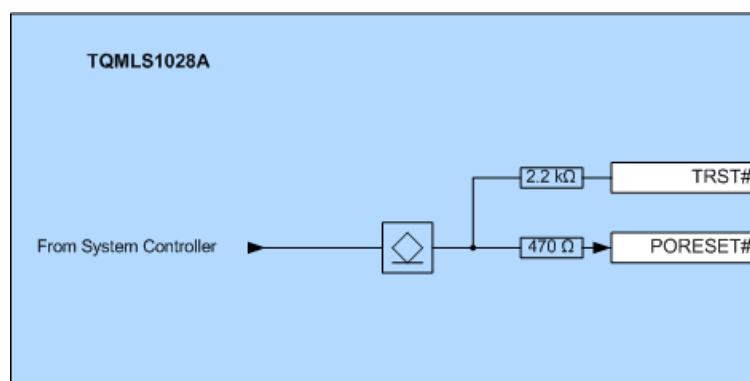 TQMLS1028A
2.2 kΩ
TRST#
From System Controller
470 Ω
PORESET#